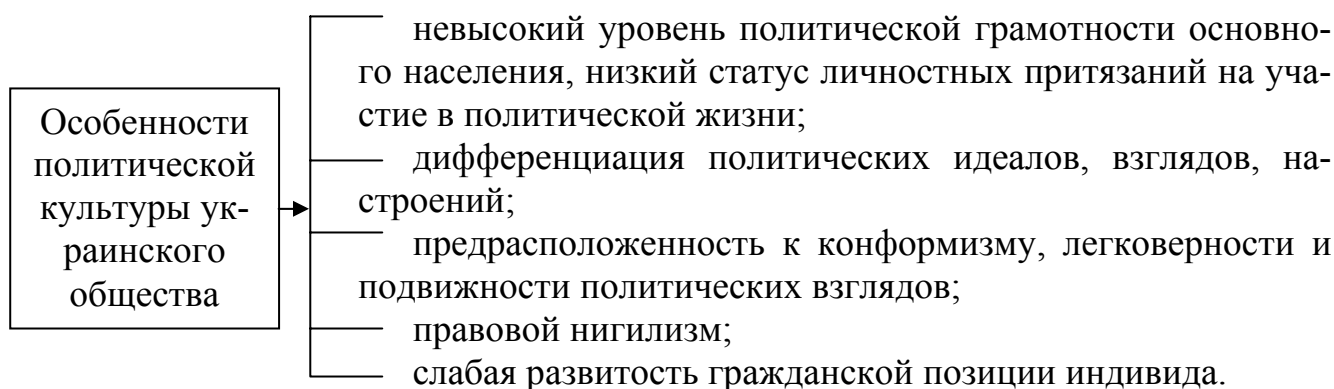 Особенности
политической
культуры ук-
раинского
общества
невысокий уровень политической грамотности основно-
го населения, низкий статус личностных притязаний на уча-
стие в политической жизни;
дифференциация политических идеалов, взглядов, на-
строений;
предрасположенность к конформизму, легковерности и
подвижности политических взглядов;
правовой нигилизм;
слабая развитость гражданской позиции индивида.